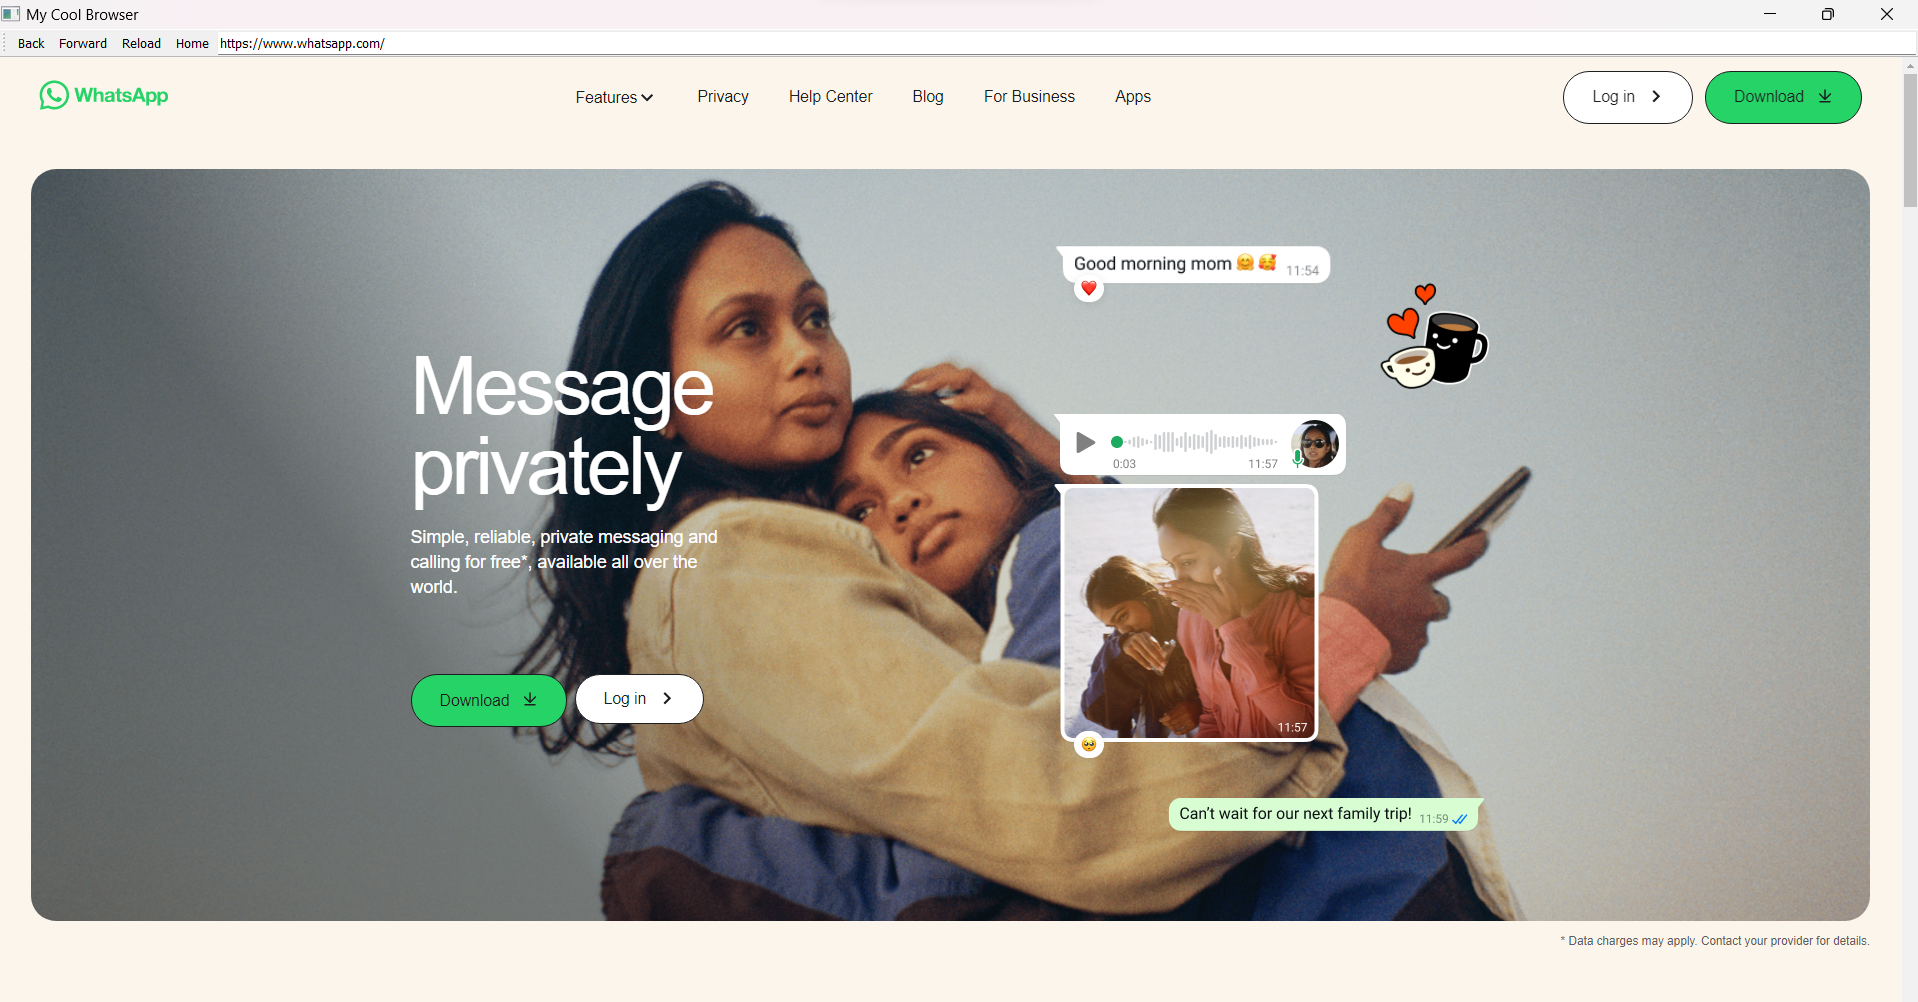 My Cool Browser
Back Forward Reload Home https://www.whatsapp.com/
WhatsApp Features Privacy Help Center Blog For Business Apps Log in Download
Message
privately
Simple, reliable, private messaging and
calling for free*, available all over the
world.
Download Log in
Good morning mom 🤗 🥰 11:54
0:03 11:57
11:57
Can't wait for our next family trip! 11:59
* Data charges may apply. Contact your provider for details.